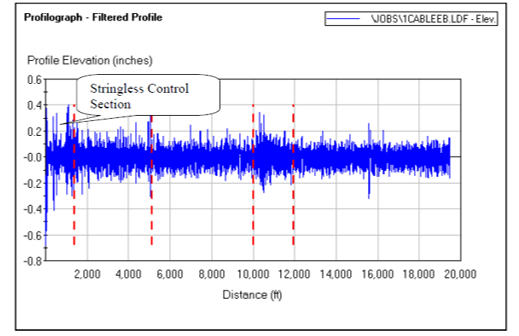 Profilograph - Filtered Profile
\JOBS\1CABLEEB.LDF - Elev.
Profile Elevation (inches)
Stringless Control
Section
0.6
0.4
0.2
-0.0
-0.2
-0.4
-0.6
-0.8
2,000 4,000 6,000 8,000 10,000 12,000 14,000 16,000 18,000 20,000
Distance (ft)